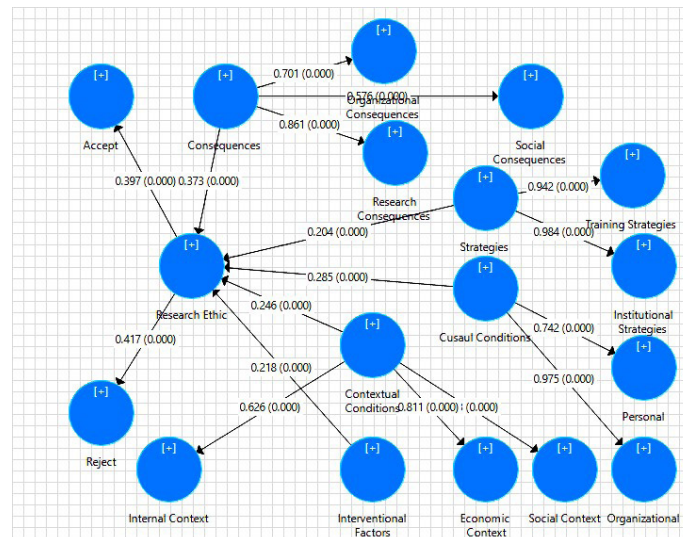 [+]
[+]
[+]
[+]
0.701 (0.000)
0.576 (0.000)
Organizational
Consequences
0.861 (0.000)
Accept
Consequences
Social
Consequences
[+]
[+]
[+]
0.397 (0.000)
0.373 (0.000)
Research
Consequences
0.942 (0.000)
0.204 (0.000)
Training Strategies
0.984 (0.000)
Strategies
[+]
[+]
[+]
0.285 (0.000)
Research Ethic
0.246 (0.000)
Cusaul Conditions
Institutional
Strategies
[+]
0.417 (0.000)
0.742 (0.000)
[+]
0.218 (0.000)
0.975 (0.000)
Contextual
Conditions
[+]
0.626 (0.000)
0.811 (0.000)
(0.000)
Personal
Reject
[+]
[+]
[+]
[+]
[+]
Internal Context
Interventional
Factors
Economic
Context
Social Context
Organizational